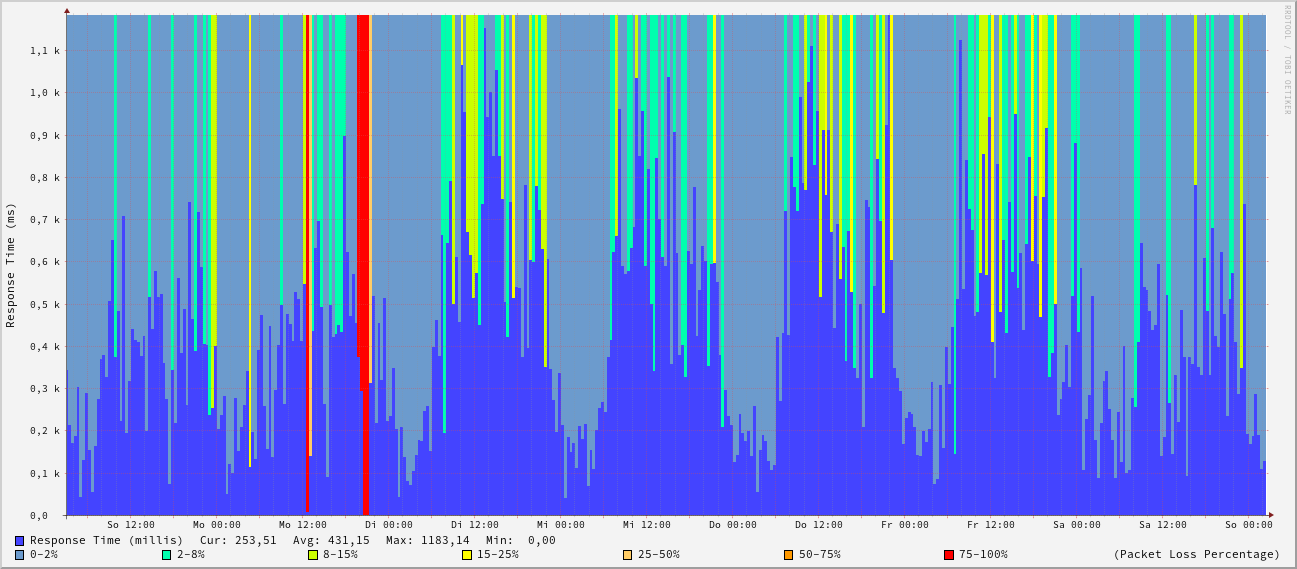 RRDTOOL / TOBI OETIKER
Response Time (ms)
1,1 k
1,0 k
0,9 k
0,8 k
0,7 k
0,6 k
0,5 k
0,4 k
0,3 k
0,2 k
0,1 k
0,0
So 12:00 Mo 00:00 Mo 12:00 Di 00:00 Di 12:00 Mi 00:00 Mi 12:00 Do 00:00 Do 12:00 Fr 00:00 Fr 12:00 Sa 00:00 Sa 12:00 So 00:00
Response Time (millis) Cur: 253,51 Avg: 431,15 Max: 1183,14 Min: 0,00
0-2% 2-8% 8-15% 15-25% 25-50% 50-75% 75-100% (Packet Loss Percentage)